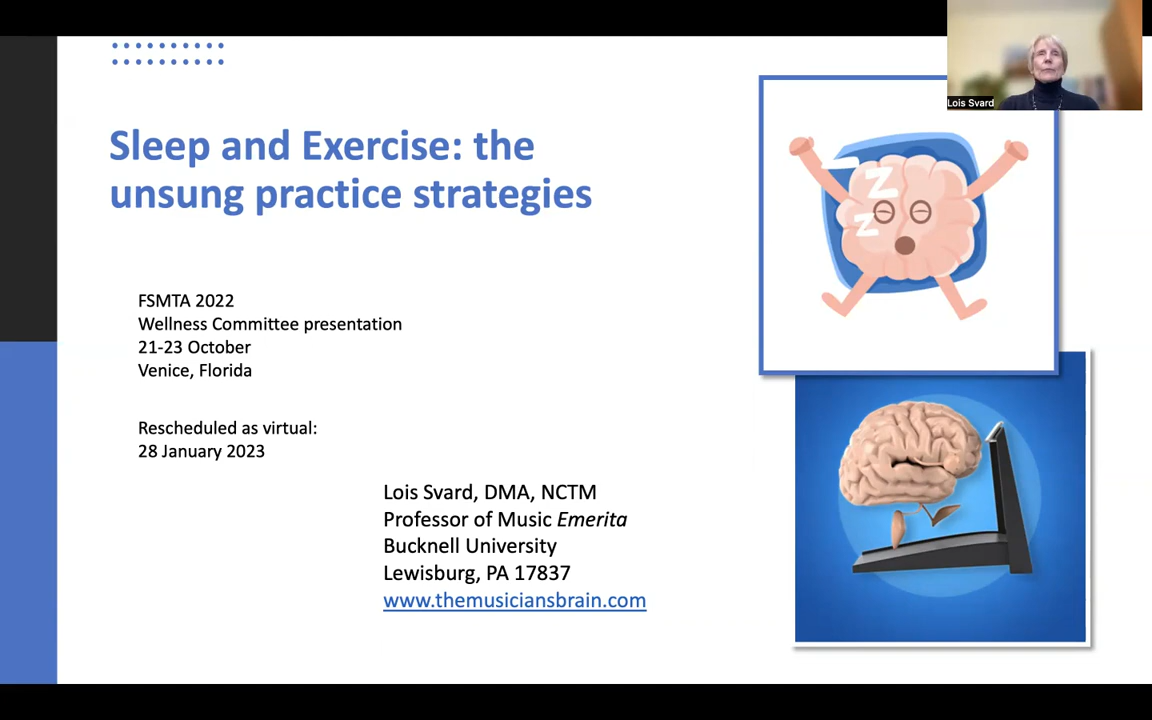 Lois Svard
Sleep and Exercise: the
unsung practice strategies
Z
Z
FSMTA 2022
Wellness Committee presentation
21-23 October
Venice, Florida
Rescheduled as virtual:
28 January 2023
Lois Svard, DMA, NCTM
Professor of Music Emerita
Bucknell University
Lewisburg, PA 17837
www.themusiciansbrain.com